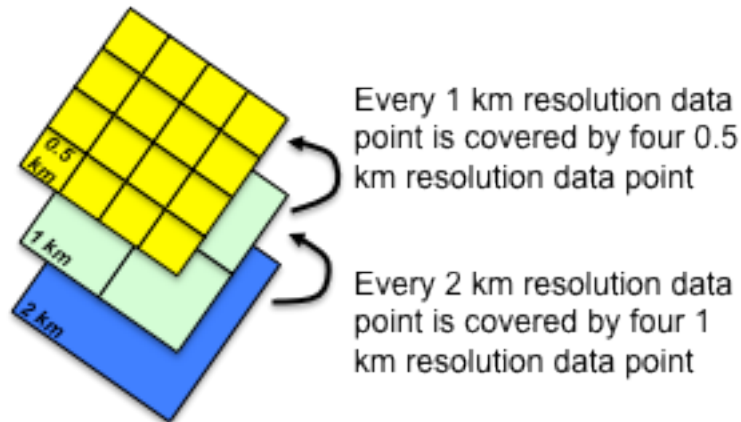 Every 1 km resolution data
point is covered by four 0.5
km resolution data point
0.5
km
1 km
2 km
Every 2 km resolution data
point is covered by four 1
km resolution data point